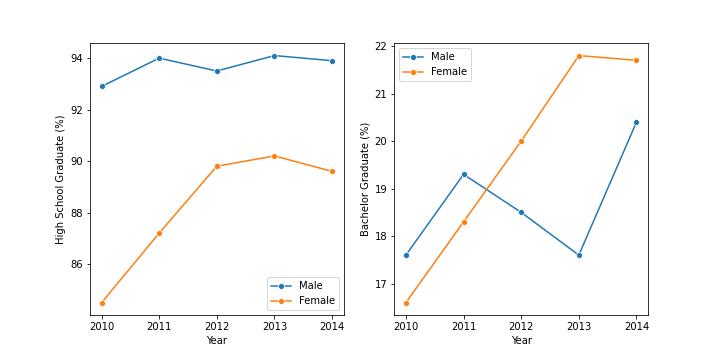 High School Graduate (%)
94
92
90
88
86
Male
Female
2010 2011 2012 2013 2014
Year
Bachelor Graduate (%)
22
21
20
19
18
17
Male
Female
2010 2011 2012 2013 2014
Year